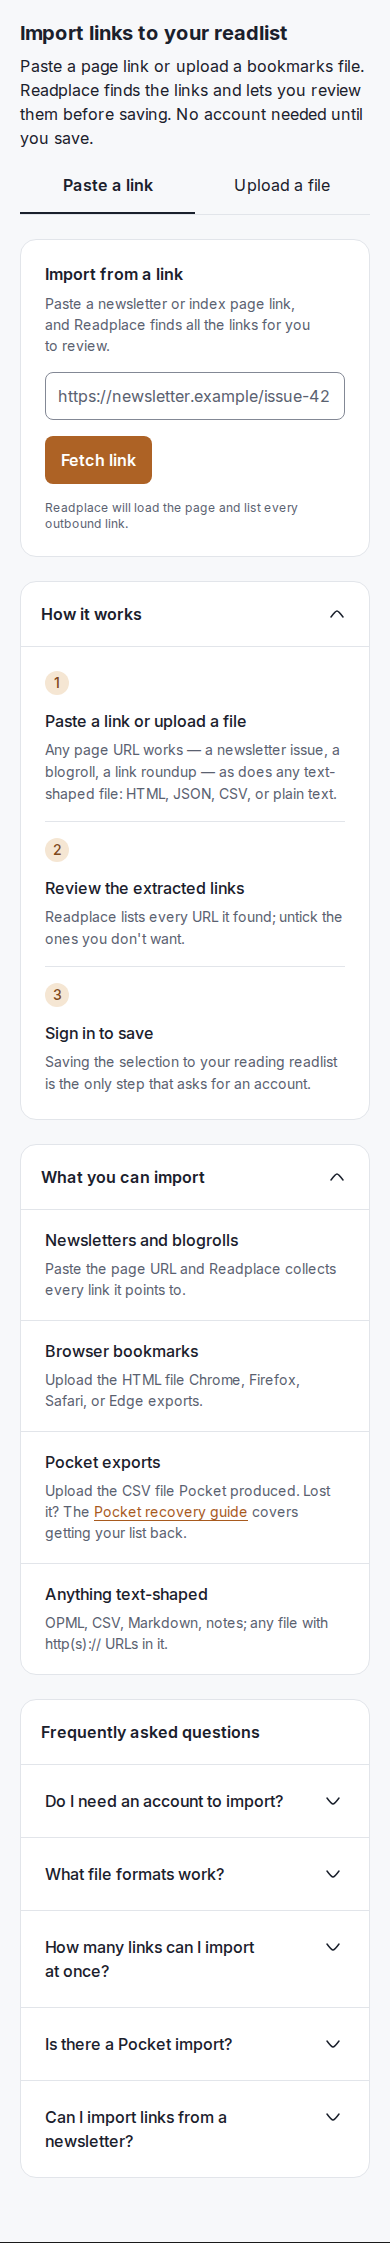 Import links to your readlist
Paste a page link or upload a bookmarks file.
Readplace finds the links and lets you review
them before saving. No account needed until
you save.
Paste a link
Upload a file
Import from a link
Paste a newsletter or index page link,
and Readplace finds all the links for you
to review.
https://newsletter.example/issue-42
Fetch link
Readplace will load the page and list every
outbound link.
How it works
1
Paste a link or upload a file
Any page URL works — a newsletter issue, a
blogroll, a link roundup — as does any text-
shaped file: HTML, JSON, CSV, or plain text.
2
Review the extracted links
Readplace lists every URL it found; untick the
ones you don't want.
3
Sign in to save
Saving the selection to your reading readlist
is the only step that asks for an account.
What you can import
Newsletters and blogrolls
Paste the page URL and Readplace collects
every link it points to.
Browser bookmarks
Upload the HTML file Chrome, Firefox,
Safari, or Edge exports.
Pocket exports
Upload the CSV file Pocket produced. Lost
it? The Pocket recovery guide covers
getting your list back.
Anything text-shaped
OPML, CSV, Markdown, notes; any file with
http(s):// URLs in it.
Frequently asked questions
Do I need an account to import?
What file formats work?
How many links can I import
at once?
Is there a Pocket import?
Can I import links from a
newsletter?